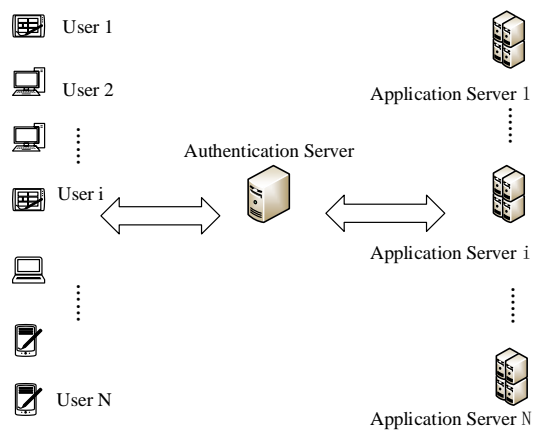 User 1
User 2
User i
User N
Authentication Server
Application Server 1
Application Server i
Application Server N